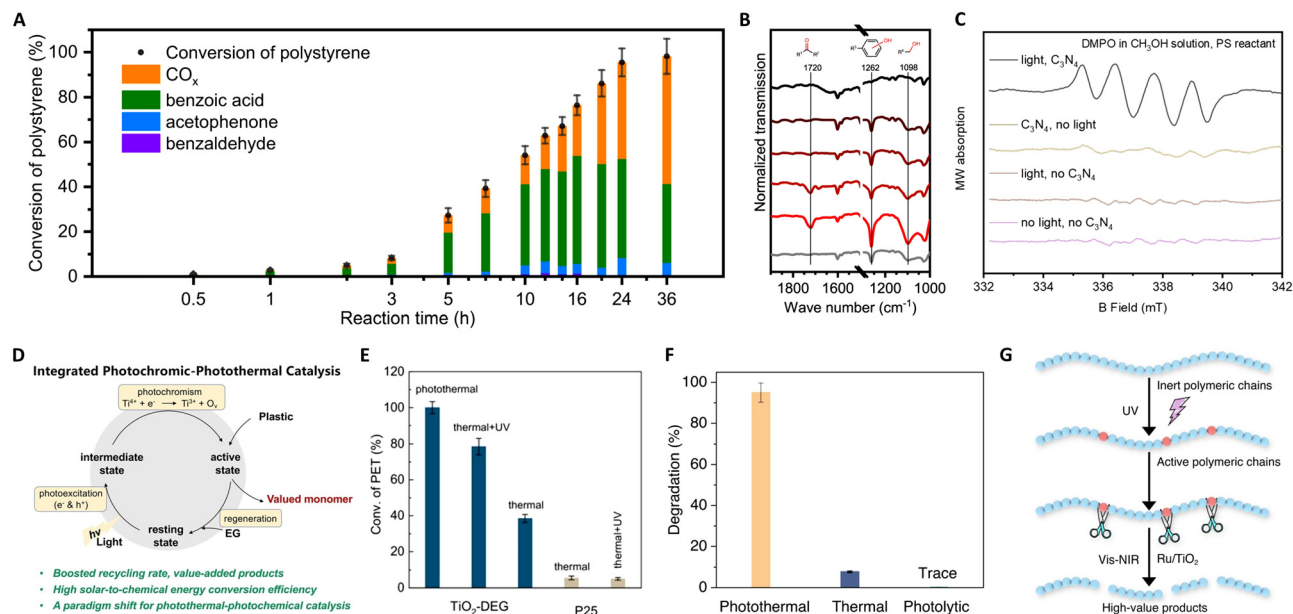 A
Conversion of polystyrene (%)
100
80
60
40
20
0
Conversion of polystyrene
COₓ
benzoic acid
acetophenone
benzaldehyde
0.5
1
3
5
10
16
24
36
Reaction time (h)
B
Normalized transmission
O
R¹
R²
R³
OH
R⁴
OH
1720
1262
1098
1800
1600
1200
1000
Wave number (cm⁻¹)
C
MW absorption
DMPO in CH₃OH solution, PS reactant
light, C₃N₄
C₃N₄, no light
light, no C₃N₄
no light, no C₃N₄
332
334
336
338
340
342
B Field (mT)
D
Integrated Photochromic-Photothermal Catalysis
photochromism
Ti⁴⁺ + e⁻ → Ti³⁺ + Oᵥ
Plastic
intermediate
state
active
state
photoexcitation
(e⁻ & h⁺)
Valued monomer
regeneration
hν
Light
resting
state
EG
• Boosted recycling rate, value-added products
• High solar-to-chemical energy conversion efficiency
• A paradigm shift for photothermal-photochemical catalysis
E
Conv. of PET (%)
120
100
80
60
40
20
0
photothermal
thermal+UV
thermal
thermal
thermal+UV
TiO₂-DEG
P25
F
Degradation (%)
100
80
60
40
20
0
Trace
Photothermal
Thermal
Photolytic
G
Inert polymeric chains
UV
Active polymeric chains
Vis-NIR
Ru/TiO₂
High-value products